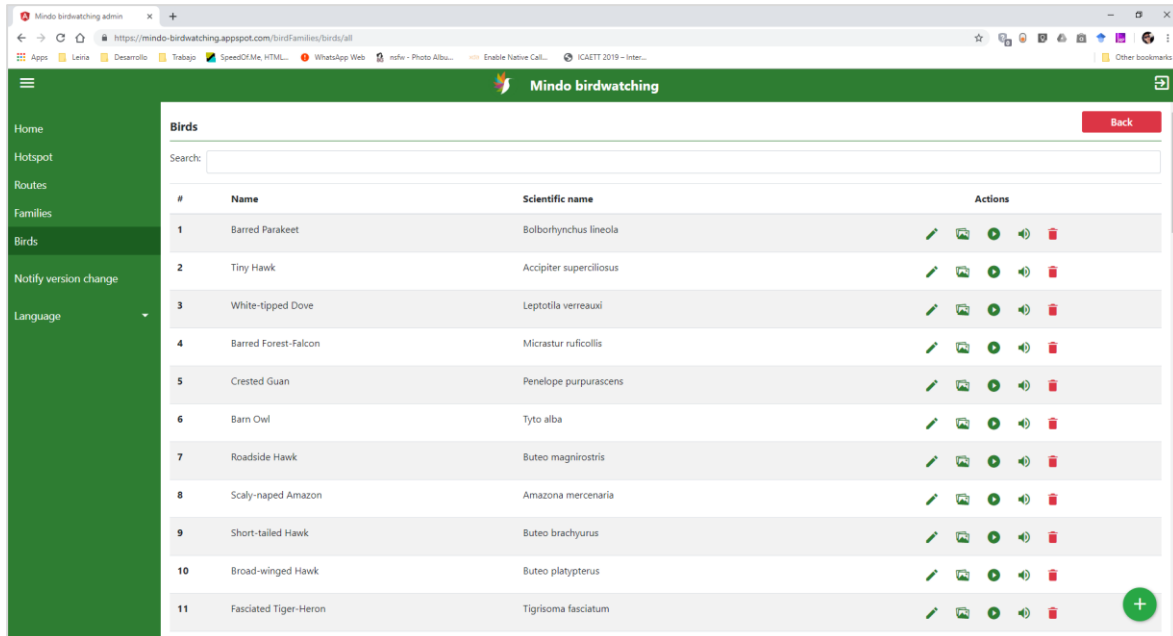 Mindo birdwatching admin
https://mindo-birdwatching.appspot.com/birdFamilies/birds/all
Apps Leiria Desarrollo Trabajo SpeedOf.Me, HTML... WhatsApp Web nsfw - Photo Albu... Enable Native Call... ICAETT 2019 – Inter... Other bookmarks
Mindo birdwatching
Home
Hotspot
Routes
Families
Birds
Notify version change
Language
Birds Back
Search:
# Name Scientific name Actions
1 Barred Parakeet Bolborhynchus lineola
2 Tiny Hawk Accipiter superciliosus
3 White-tipped Dove Leptotila verreauxi
4 Barred Forest-Falcon Micrastur ruficollis
5 Crested Guan Penelope purpurascens
6 Barn Owl Tyto alba
7 Roadside Hawk Buteo magnirostris
8 Scaly-naped Amazon Amazona mercenaria
9 Short-tailed Hawk Buteo brachyurus
10 Broad-winged Hawk Buteo platypterus
11 Fasciated Tiger-Heron Tigrisoma fasciatum